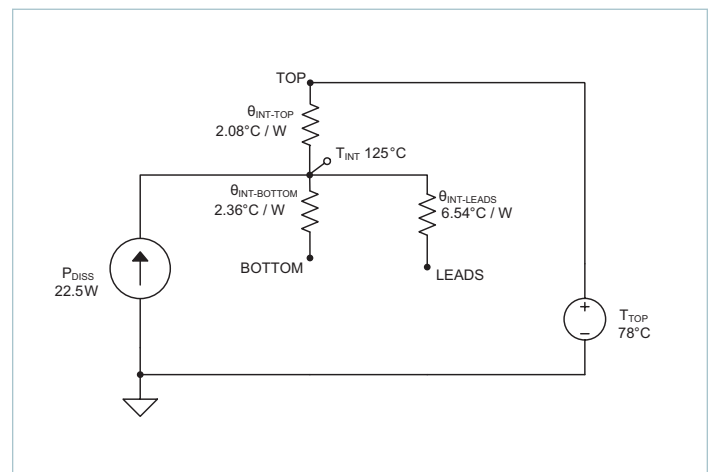 TOP
θINT-TOP
2.08°C / W
TINT 125°C
θINT-BOTTOM
2.36°C / W
θINT-LEADS
6.54°C / W
BOTTOM
LEADS
PDISS
22.5W
+
–
TTOP
78°C